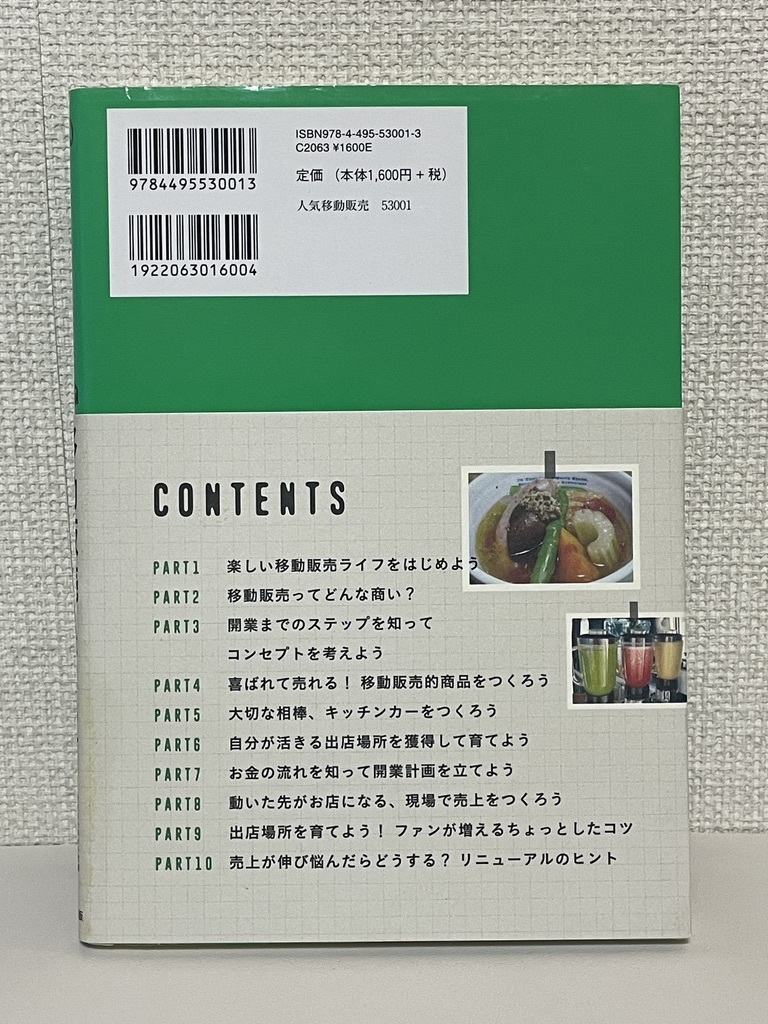 ISBN978-4-495-53001-3
C2063 ¥1600E
9784495530013
定価 (本体1,600円+税)
人気移動販売 53001
1922063016004
CONTENTS
PART1 楽しい移動販売ライフをはじめよう
PART2 移動販売ってどんな商い?
PART3 開業までのステップを知って
コンセプトを考えよう
PART4 喜ばれて売れる! 移動販売的商品をつくろう
PART5 大切な相棒、キッチンカーをつくろう
PART6 自分が活きる出店場所を獲得して育てよう
PART7 お金の流れを知って開業計画を立てよう
PART8 動いた先がお店になる、現場で売上をつくろう
PART9 出店場所を育てよう! ファンが増えるちょっとしたコツ
PART10 売上が伸び悩んだらどうする? リニューアルのヒント